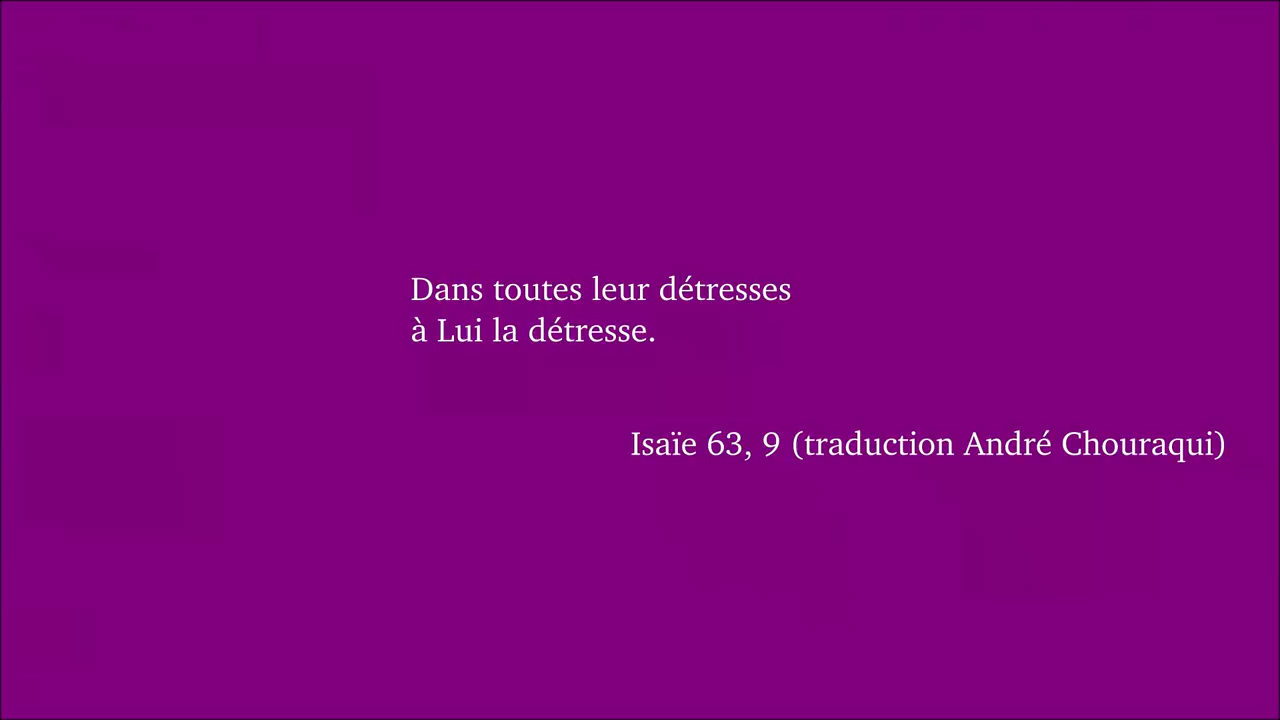 Dans toutes leur détresses
à Lui la détresse.
Isaïe 63, 9 (traduction André Chouraqui)